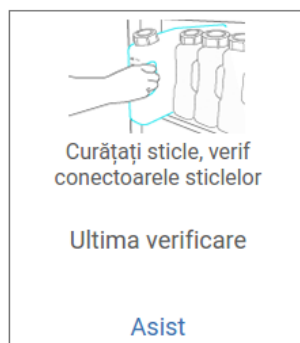 Curățați sticle, verif
conectoarele sticlelor
Ultima verificare
Asist